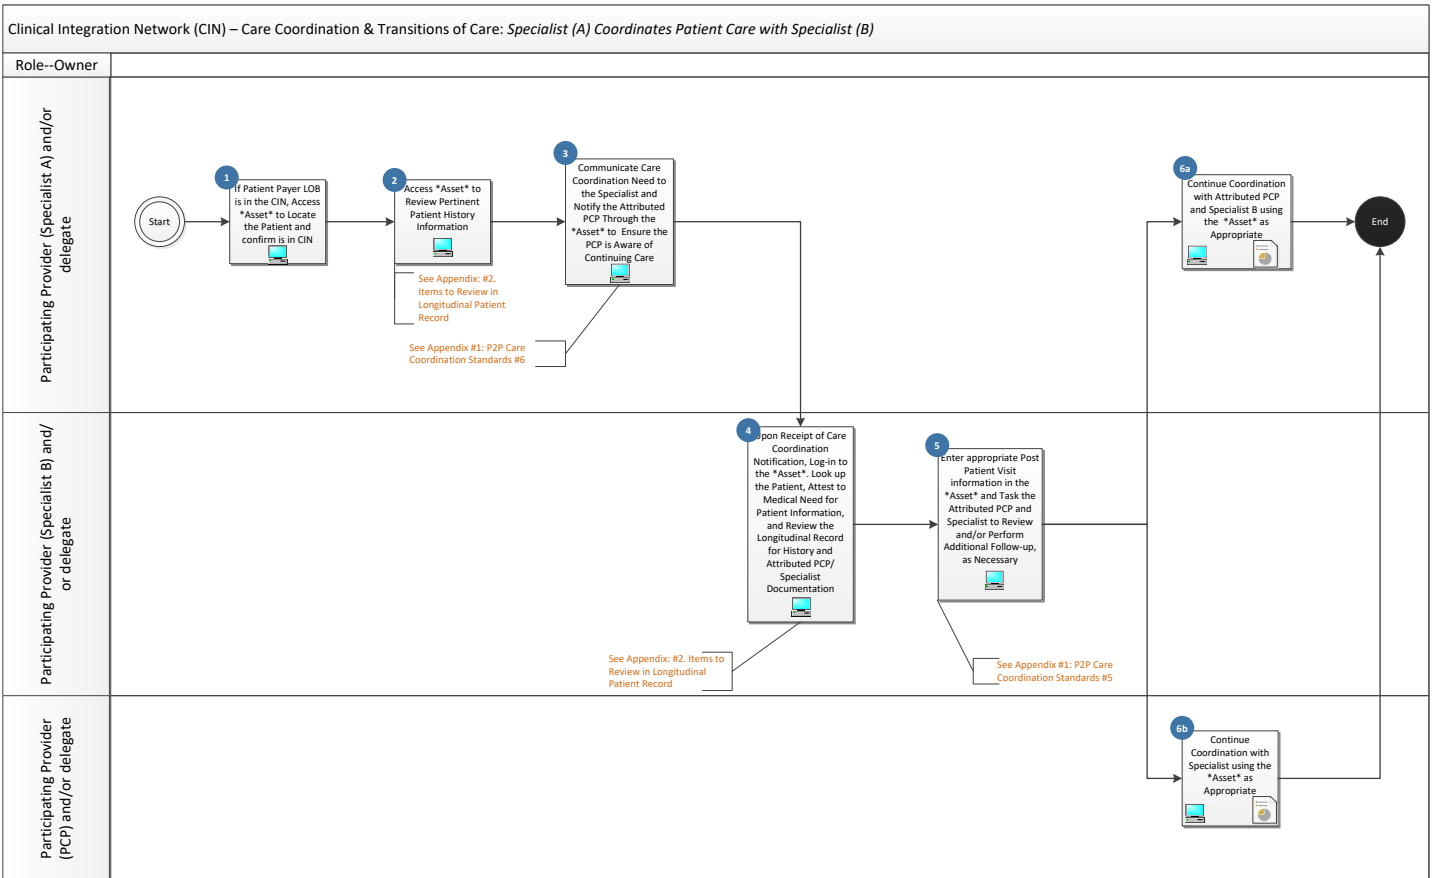 Clinical Integration Network (CIN) – Care Coordination & Transitions of Care: Specialist (A) Coordinates Patient Care with Specialist (B)
Role--Owner
Participating Provider (Specialist A) and/or
delegate
Start
1
If Patient Payer LOB
is in the CIN, Access
*Asset* to Locate
the Patient and
confirm is in CIN
2
Access *Asset* to
Review Pertinent
Patient History
Information
See Appendix: #2.
Items to Review in
Longitudinal Patient
Record
3
Communicate Care
Coordination Need to
the Specialist and
Notify the Attributed
PCP Through the
*Asset* to Ensure the
PCP is Aware of
Continuing Care
See Appendix #1: P2P Care
Coordination Standards #6
6a
Continue Coordination
with Attributed PCP
and Specialist B using
the *Asset* as
Appropriate
End
Participating Provider (Specialist B) and/
or delegate
4
Upon Receipt of Care
Coordination
Notification, Log-in to
the *Asset*. Look up
the Patient, Attest to
Medical Need for
Patient Information,
and Review the
Longitudinal Record
for History and
Attributed PCP/
Specialist
Documentation
See Appendix: #2. Items to
Review in Longitudinal
Patient Record
5
Enter appropriate Post
Patient Visit
information in the
*Asset* and Task the
Attributed PCP and
Specialist to Review
and/or Perform
Additional Follow-up,
as Necessary
See Appendix #1: P2P Care
Coordination Standards #5
Participating Provider
(PCP) and/or delegate
6b
Continue
Coordination with
Specialist using the
*Asset* as
Appropriate